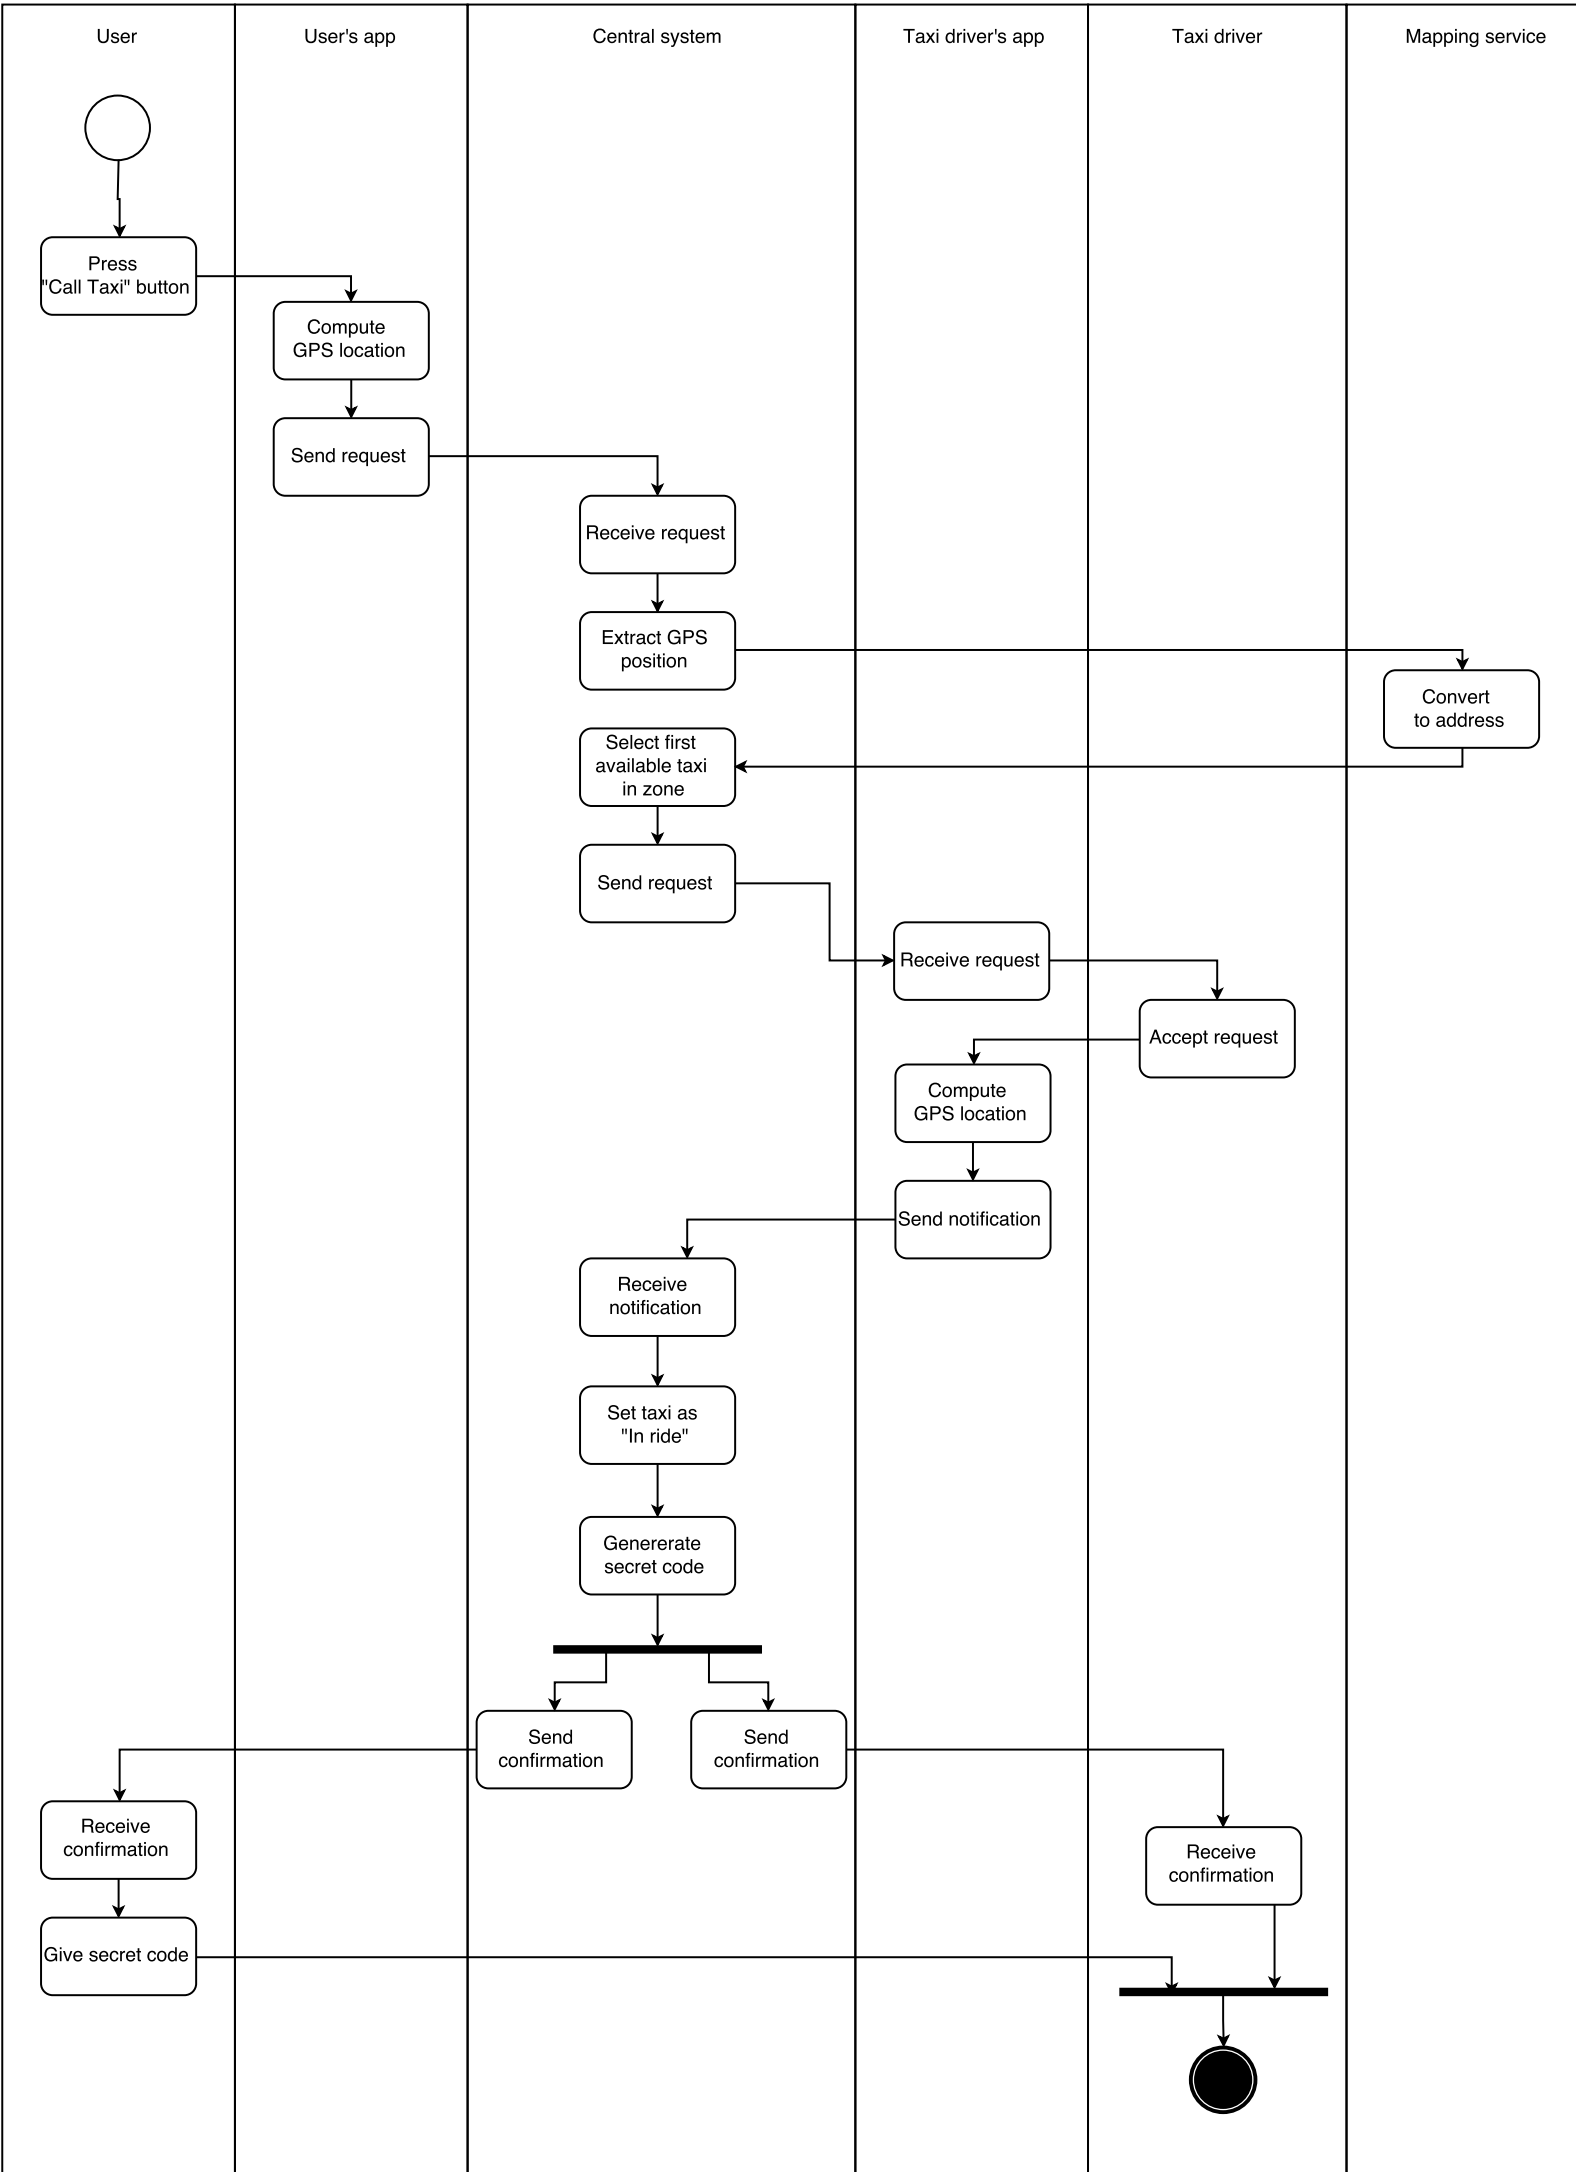 User
User's app
Central system
Taxi driver's app
Taxi driver
Mapping service
Press
"Call Taxi" button
Compute
GPS location
Send request
Receive request
Extract GPS
position
Convert
to address
Select first
available taxi
in zone
Send request
Receive request
Accept request
Compute
GPS location
Send notification
Receive
notification
Set taxi as
"In ride"
Genererate
secret code
Send
confirmation
Send
confirmation
Receive
confirmation
Receive
confirmation
Give secret code